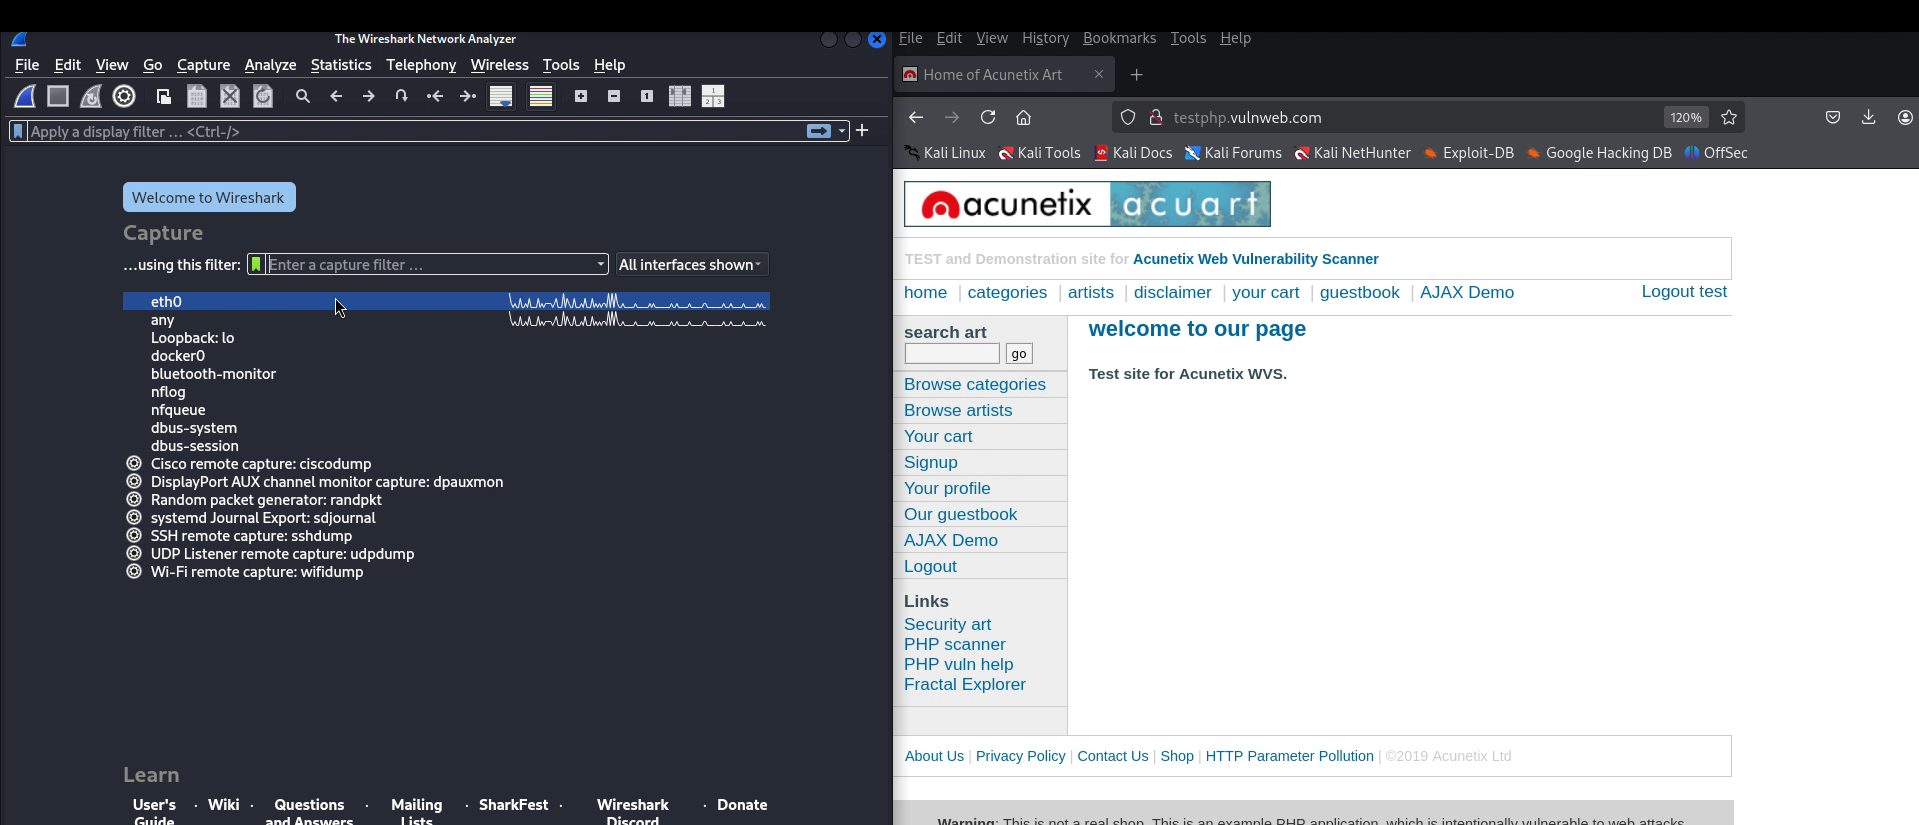 The Wireshark Network Analyzer
File Edit View Go Capture Analyze Statistics Telephony Wireless Tools Help
Apply a display filter ... <Ctrl-/>
Welcome to Wireshark
Capture
...using this filter: Enter a capture filter ... All interfaces shown
eth0
any
Loopback: lo
docker0
bluetooth-monitor
nflog
nfqueue
dbus-system
dbus-session
Cisco remote capture: ciscodump
DisplayPort AUX channel monitor capture: dpauxmon
Random packet generator: randpkt
systemd Journal Export: sdjournal
SSH remote capture: sshdump
UDP Listener remote capture: udpdump
Wi-Fi remote capture: wifidump
Learn
User's Guide · Wiki · Questions and Answers · Mailing Lists · SharkFest · Wireshark Discord · Donate
File Edit View History Bookmarks Tools Help
Home of Acunetix Art
testphp.vulnweb.com 120%
Kali Linux Kali Tools Kali Docs Kali Forums Kali NetHunter Exploit-DB Google Hacking DB OffSec
acunetix acuart
TEST and Demonstration site for Acunetix Web Vulnerability Scanner
home | categories | artists | disclaimer | your cart | guestbook | AJAX Demo Logout test
search art
go
Browse categories
Browse artists
Your cart
Signup
Your profile
Our guestbook
AJAX Demo
Logout
Links
Security art
PHP scanner
PHP vuln help
Fractal Explorer
welcome to our page
Test site for Acunetix WVS.
About Us | Privacy Policy | Contact Us | Shop | HTTP Parameter Pollution | ©2019 Acunetix Ltd
Warning: This is not a real shop. This is an example PHP application, which is intentionally vulnerable to web attacks.